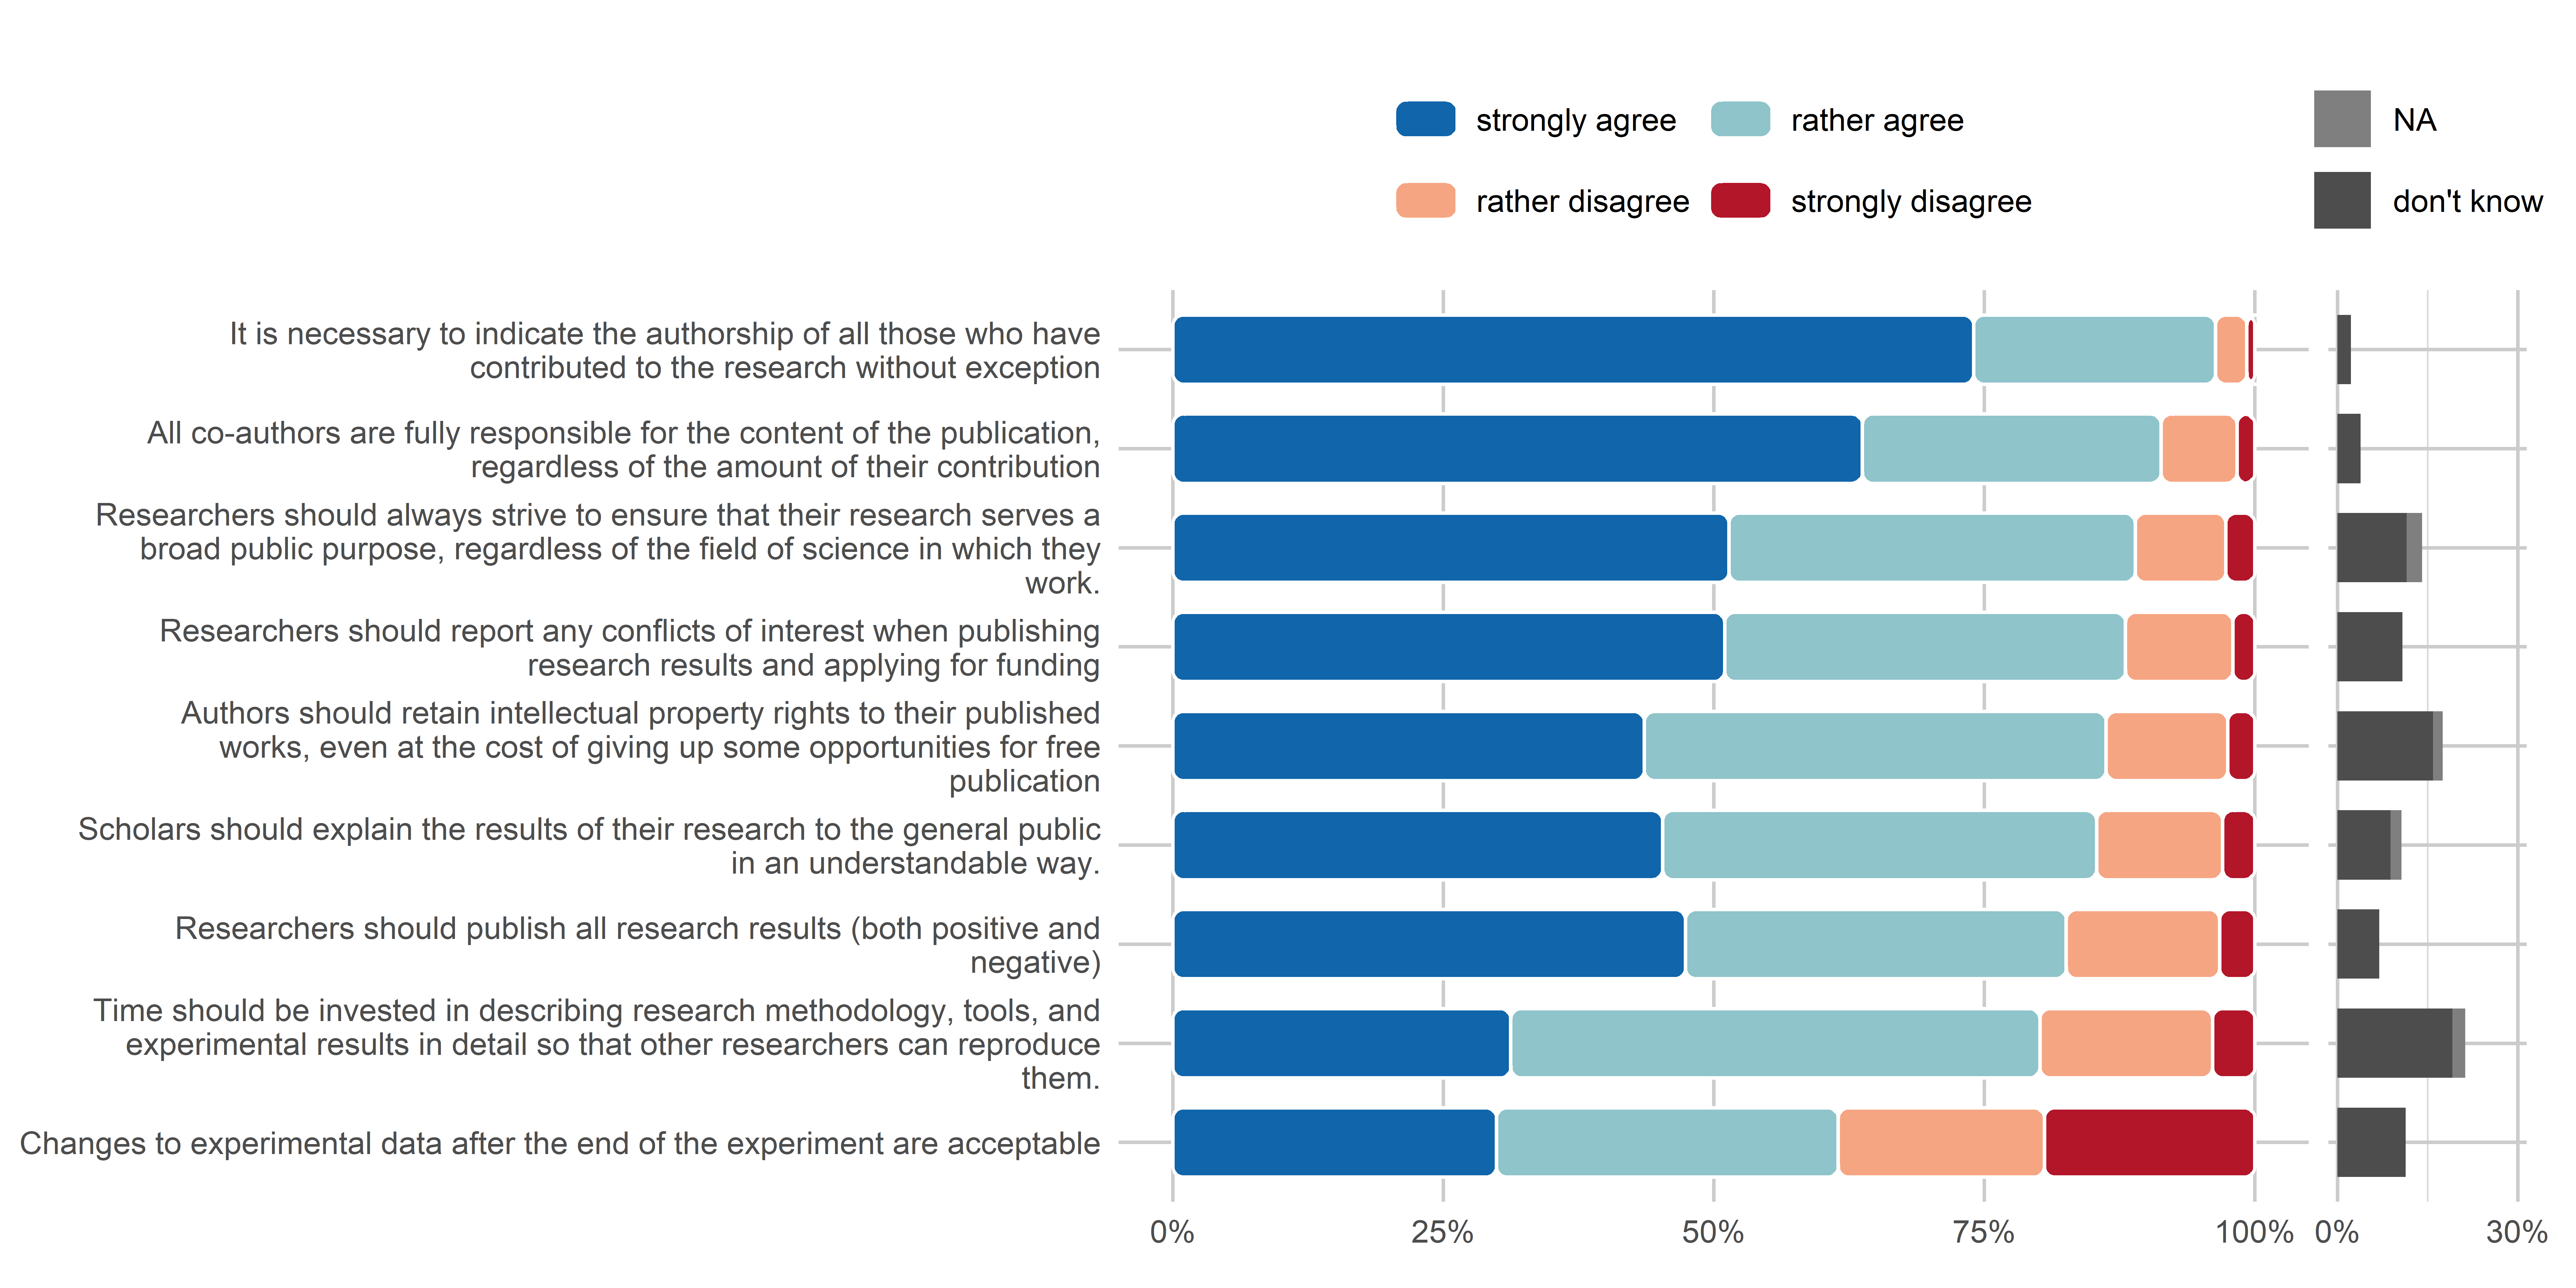 strongly agree
rather agree
rather disagree
strongly disagree
NA
don't know
It is necessary to indicate the authorship of all those who have
contributed to the research without exception
All co-authors are fully responsible for the content of the publication,
regardless of the amount of their contribution
Researchers should always strive to ensure that their research serves a
broad public purpose, regardless of the field of science in which they
work.
Researchers should report any conflicts of interest when publishing
research results and applying for funding
Authors should retain intellectual property rights to their published
works, even at the cost of giving up some opportunities for free
publication
Scholars should explain the results of their research to the general public
in an understandable way.
Researchers should publish all research results (both positive and
negative)
Time should be invested in describing research methodology, tools, and
experimental results in detail so that other researchers can reproduce
them.
Changes to experimental data after the end of the experiment are acceptable
0% 25% 50% 75% 100% 0% 30%